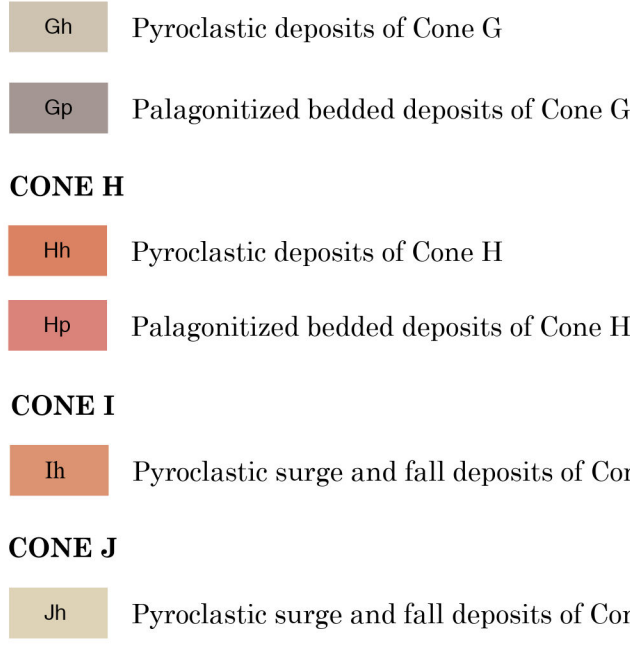 Gh Pyroclastic deposits of Cone G
Gp Palagonitized bedded deposits of Cone G
CONE H
Hh Pyroclastic deposits of Cone H
Hp Palagonitized bedded deposits of Cone H
CONE I
Ih Pyroclastic surge and fall deposits of
CONE J
Jh Pyroclastic surge and fall deposits of